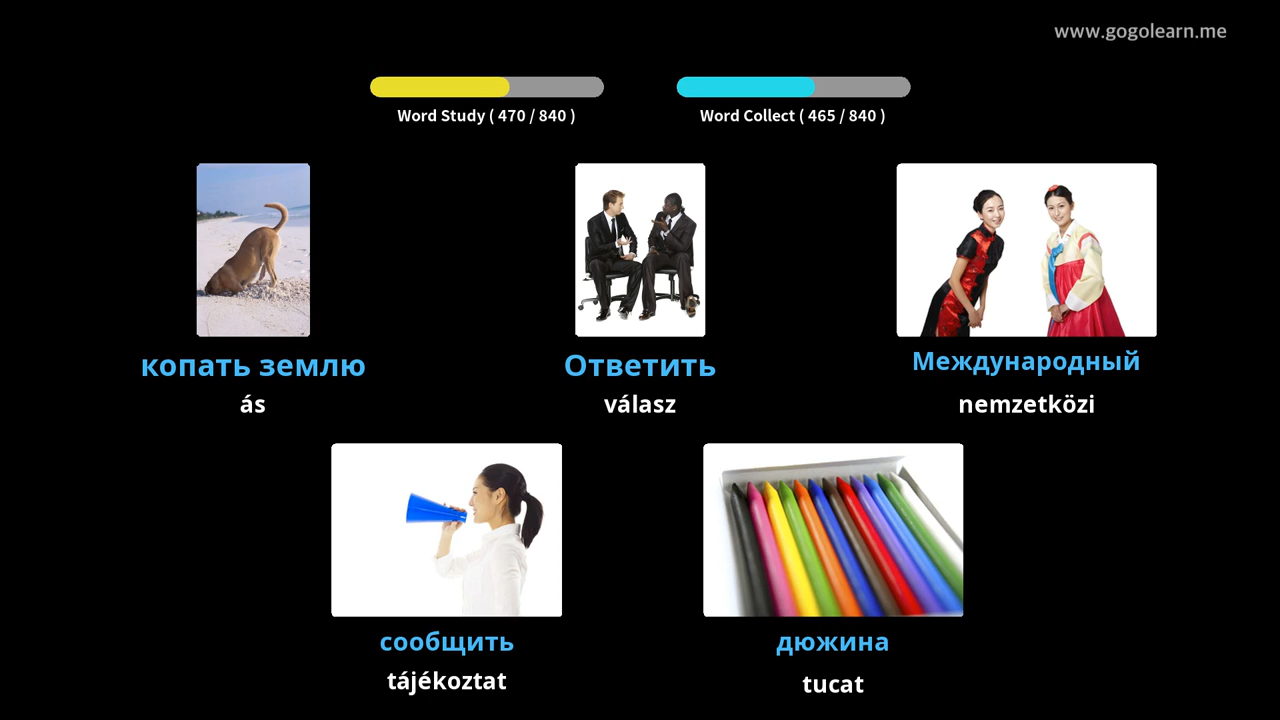 www.gogolearn.me
Word Study ( 470 / 840 )
Word Collect ( 465 / 840 )
копать землю
ás
Ответить
válasz
Международный
nemzetközi
сообщить
tájékoztat
дюжина
tucat